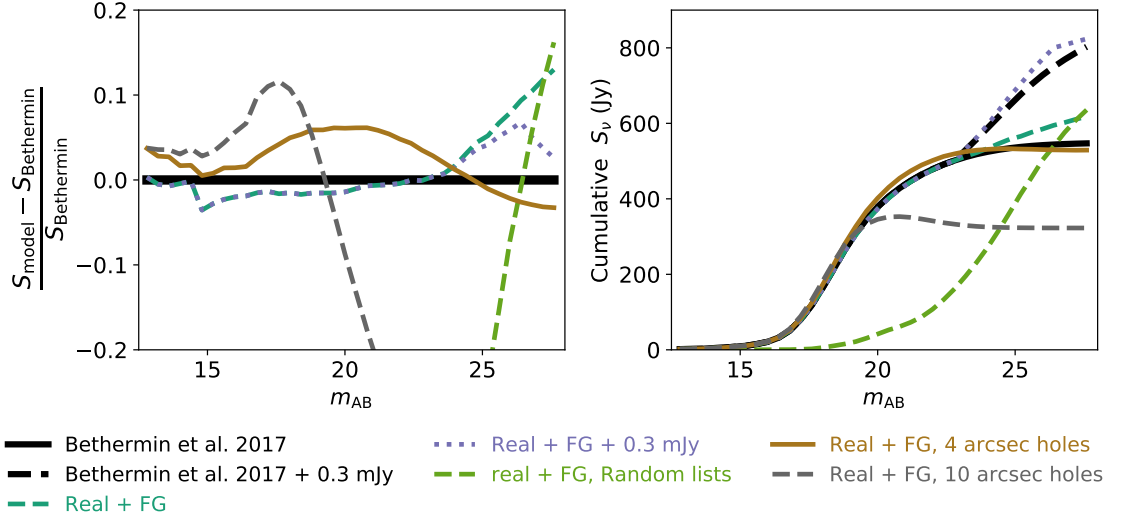 0.2
0.1
0.0
−0.1
−0.2
15
20
25
m_AB
S_model − S_Bethermin
S_Bethermin
800
600
400
200
0
15
20
25
m_AB
Cumulative S_ν (Jy)
Bethermin et al. 2017
Bethermin et al. 2017 + 0.3 mJy
Real + FG
Real + FG + 0.3 mJy
real + FG, Random lists
Real + FG, 4 arcsec holes
Real + FG, 10 arcsec holes